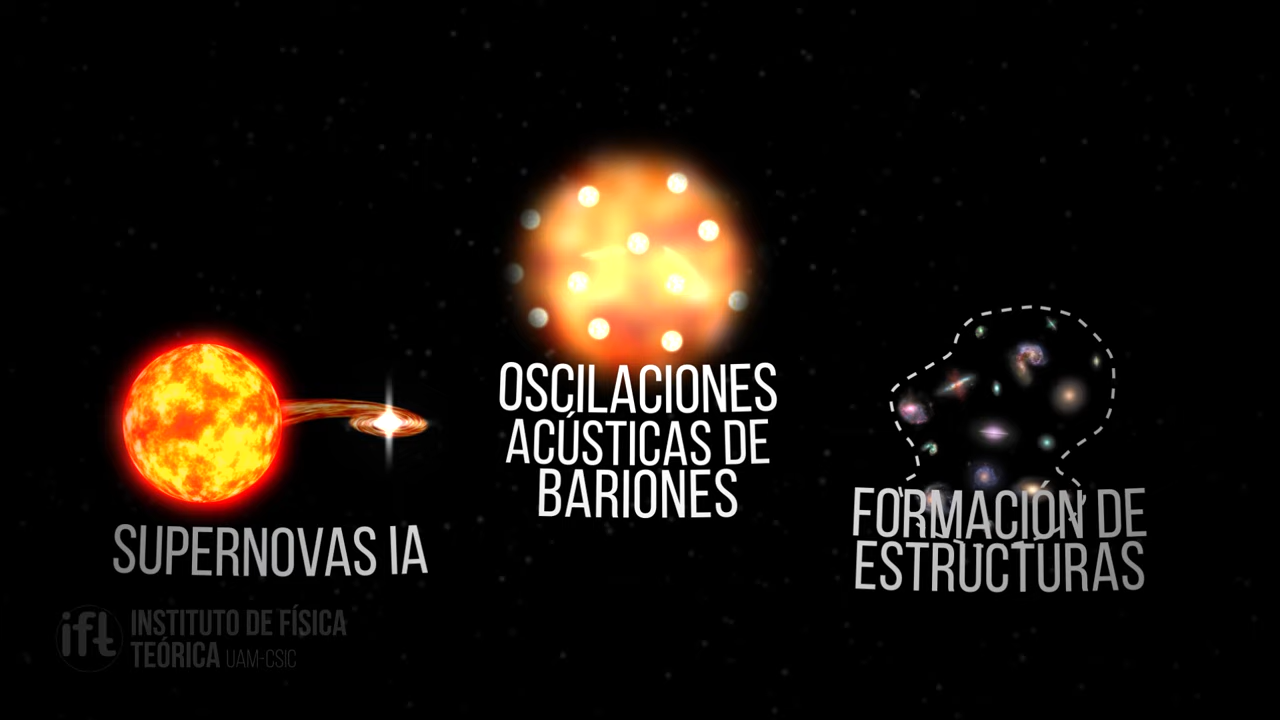 OSCILACIONES
ACÚSTICAS DE
BARIONES
SUPERNOVAS IA
FORMACIÓN DE
ESTRUCTURAS
ift
INSTITUTO DE FÍSICA
TEÓRICA UAM-CSIC